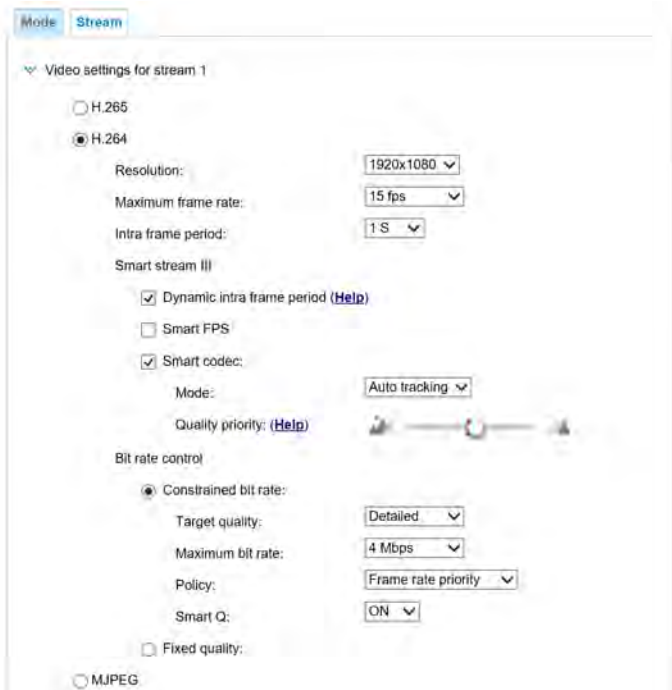 Mode Stream
Video settings for stream 1
H.265
H.264
Resolution: 1920x1080
Maximum frame rate: 15 fps
Intra frame period: 1 S
Smart stream III
Dynamic intra frame period (Help)
Smart FPS
Smart codec:
Mode: Auto tracking
Quality priority: (Help)
Bit rate control
Constrained bit rate:
Target quality: Detailed
Maximum bit rate: 4 Mbps
Policy: Frame rate priority
Smart Q: ON
Fixed quality:
MJPEG